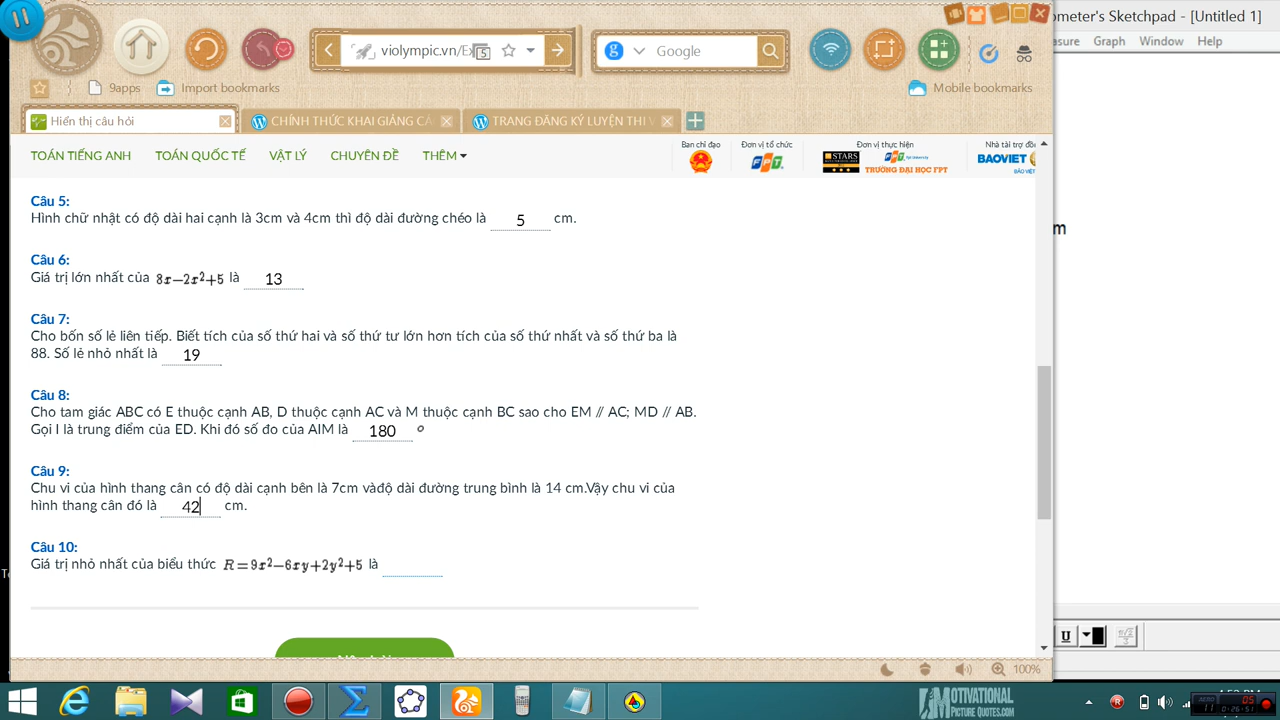 ometer's Sketchpad - [Untitled 1]
asure Graph Window Help
violympic.vn/Ex
5
g Google
9apps Import bookmarks Mobile bookmarks
Hiển thị câu hỏi CHÍNH THỨC KHAI GIẢNG CÁ TRANG ĐĂNG KÝ LUYỆN THI V
TOÁN TIẾNG ANH TOÁN QUỐC TẾ VẬT LÝ CHUYÊN ĐỀ THÊM
Ban chỉ đạo Đơn vị tổ chức Đơn vị thực hiện Nhà tài trợ đồ
FPT STARS FPT BAOVIỆT
TRƯỜNG ĐẠI HỌC FPT
Câu 5:
Hình chữ nhật có độ dài hai cạnh là 3cm và 4cm thì độ dài đường chéo là 5 cm.
m
Câu 6:
Giá trị lớn nhất của 8x−2x²+5 là 13
Câu 7:
Cho bốn số lẻ liên tiếp. Biết tích của số thứ hai và số thứ tư lớn hơn tích của số thứ nhất và số thứ ba là
88. Số lẻ nhỏ nhất là 19
Câu 8:
Cho tam giác ABC có E thuộc cạnh AB, D thuộc cạnh AC và M thuộc cạnh BC sao cho EM // AC; MD // AB.
Gọi I là trung điểm của ED. Khi đó số đo của AIM là 180 °
Câu 9:
Chu vi của hình thang cân có độ dài cạnh bên là 7cm vàđộ dài đường trung bình là 14 cm.Vậy chu vi của
hình thang cân đó là 42 cm.
Câu 10:
Giá trị nhỏ nhất của biểu thức R=9x²−6xy+2y²+5 là
U
100%
MOTIVATIONAL
PICTURE QUOTES.COM